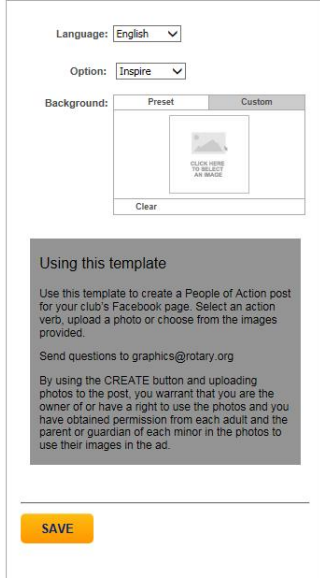 Language: English
Option: Inspire
Background: Preset Custom
CLICK HERE
TO SELECT
AN IMAGE
Clear
Using this template
Use this template to create a People of Action post
for your club's Facebook page. Select an action
verb, upload a photo or choose from the images
provided.
Send questions to graphics@rotary.org
By using the CREATE button and uploading
photos to the post, you warrant that you are the
owner of or have a right to use the photos and you
have obtained permission from each adult and the
parent or guardian of each minor in the photos to
use their images in the ad.
SAVE